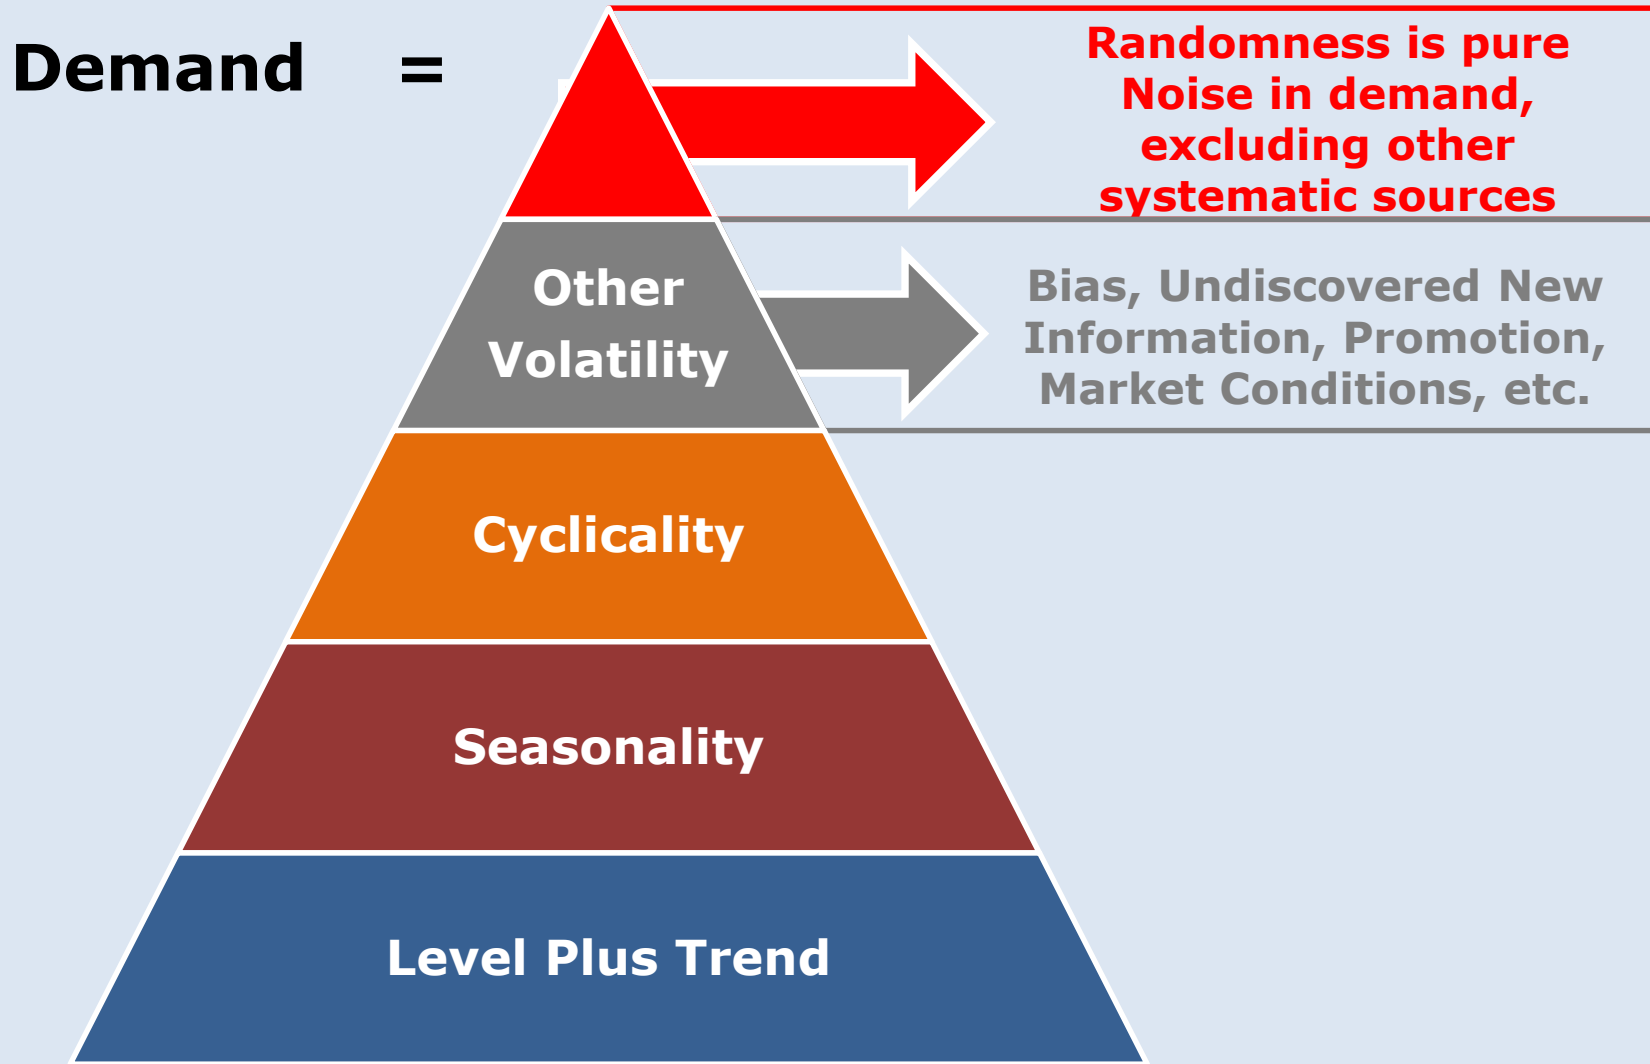 Demand =
Randomness is pure
Noise in demand,
excluding other
systematic sources
Other
Volatility
Bias, Undiscovered New
Information, Promotion,
Market Conditions, etc.
Cyclicality
Seasonality
Level Plus Trend